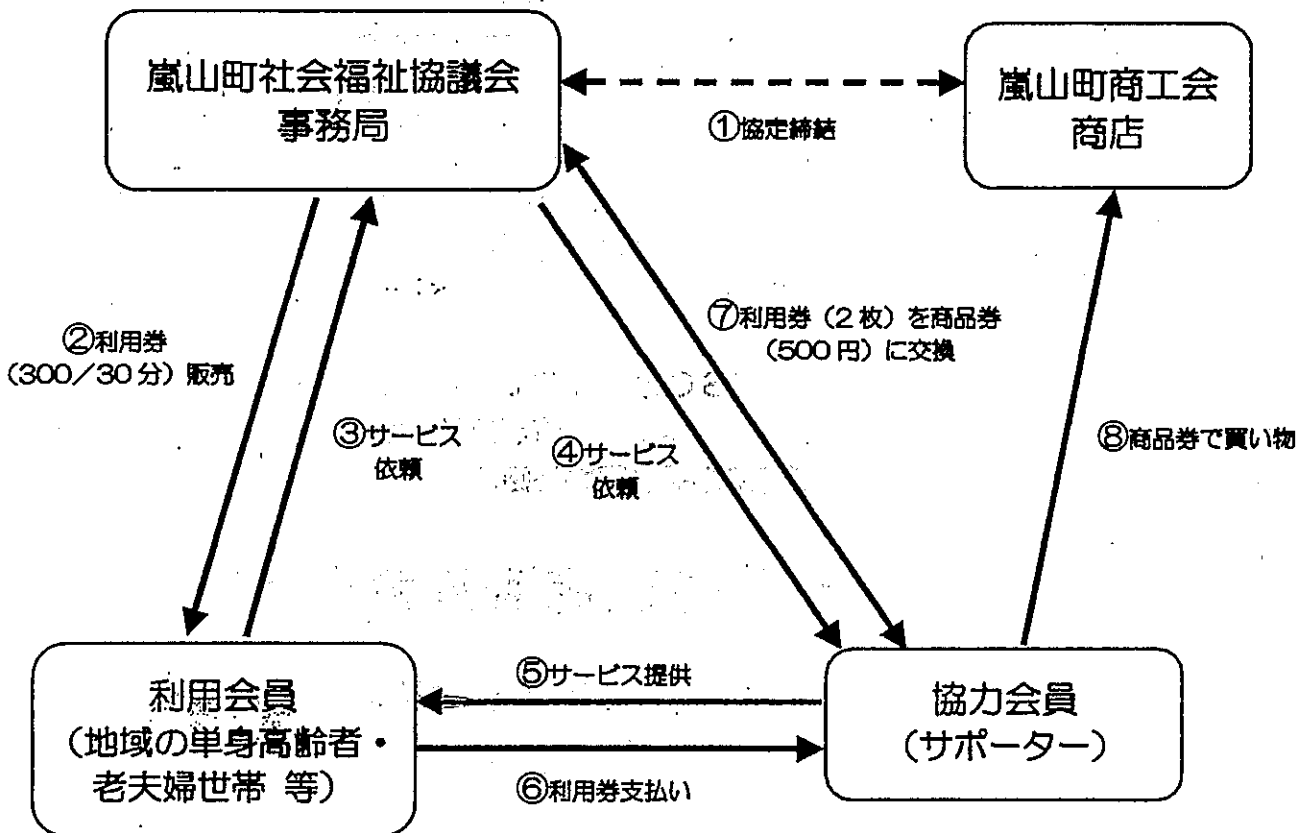 嵐山町社会福祉協議会
事務局
嵐山町商工会
商店
①協定締結
②利用券
(300／30分)販売
③サービス
依頼
④サービス
依頼
⑦利用券(2枚)を商品券
(500円)に交換
⑧商品券で買い物
利用会員
(地域の単身高齢者・
老夫婦世帯 等)
⑤サービス提供
⑥利用券支払い
協力会員
(サポーター)